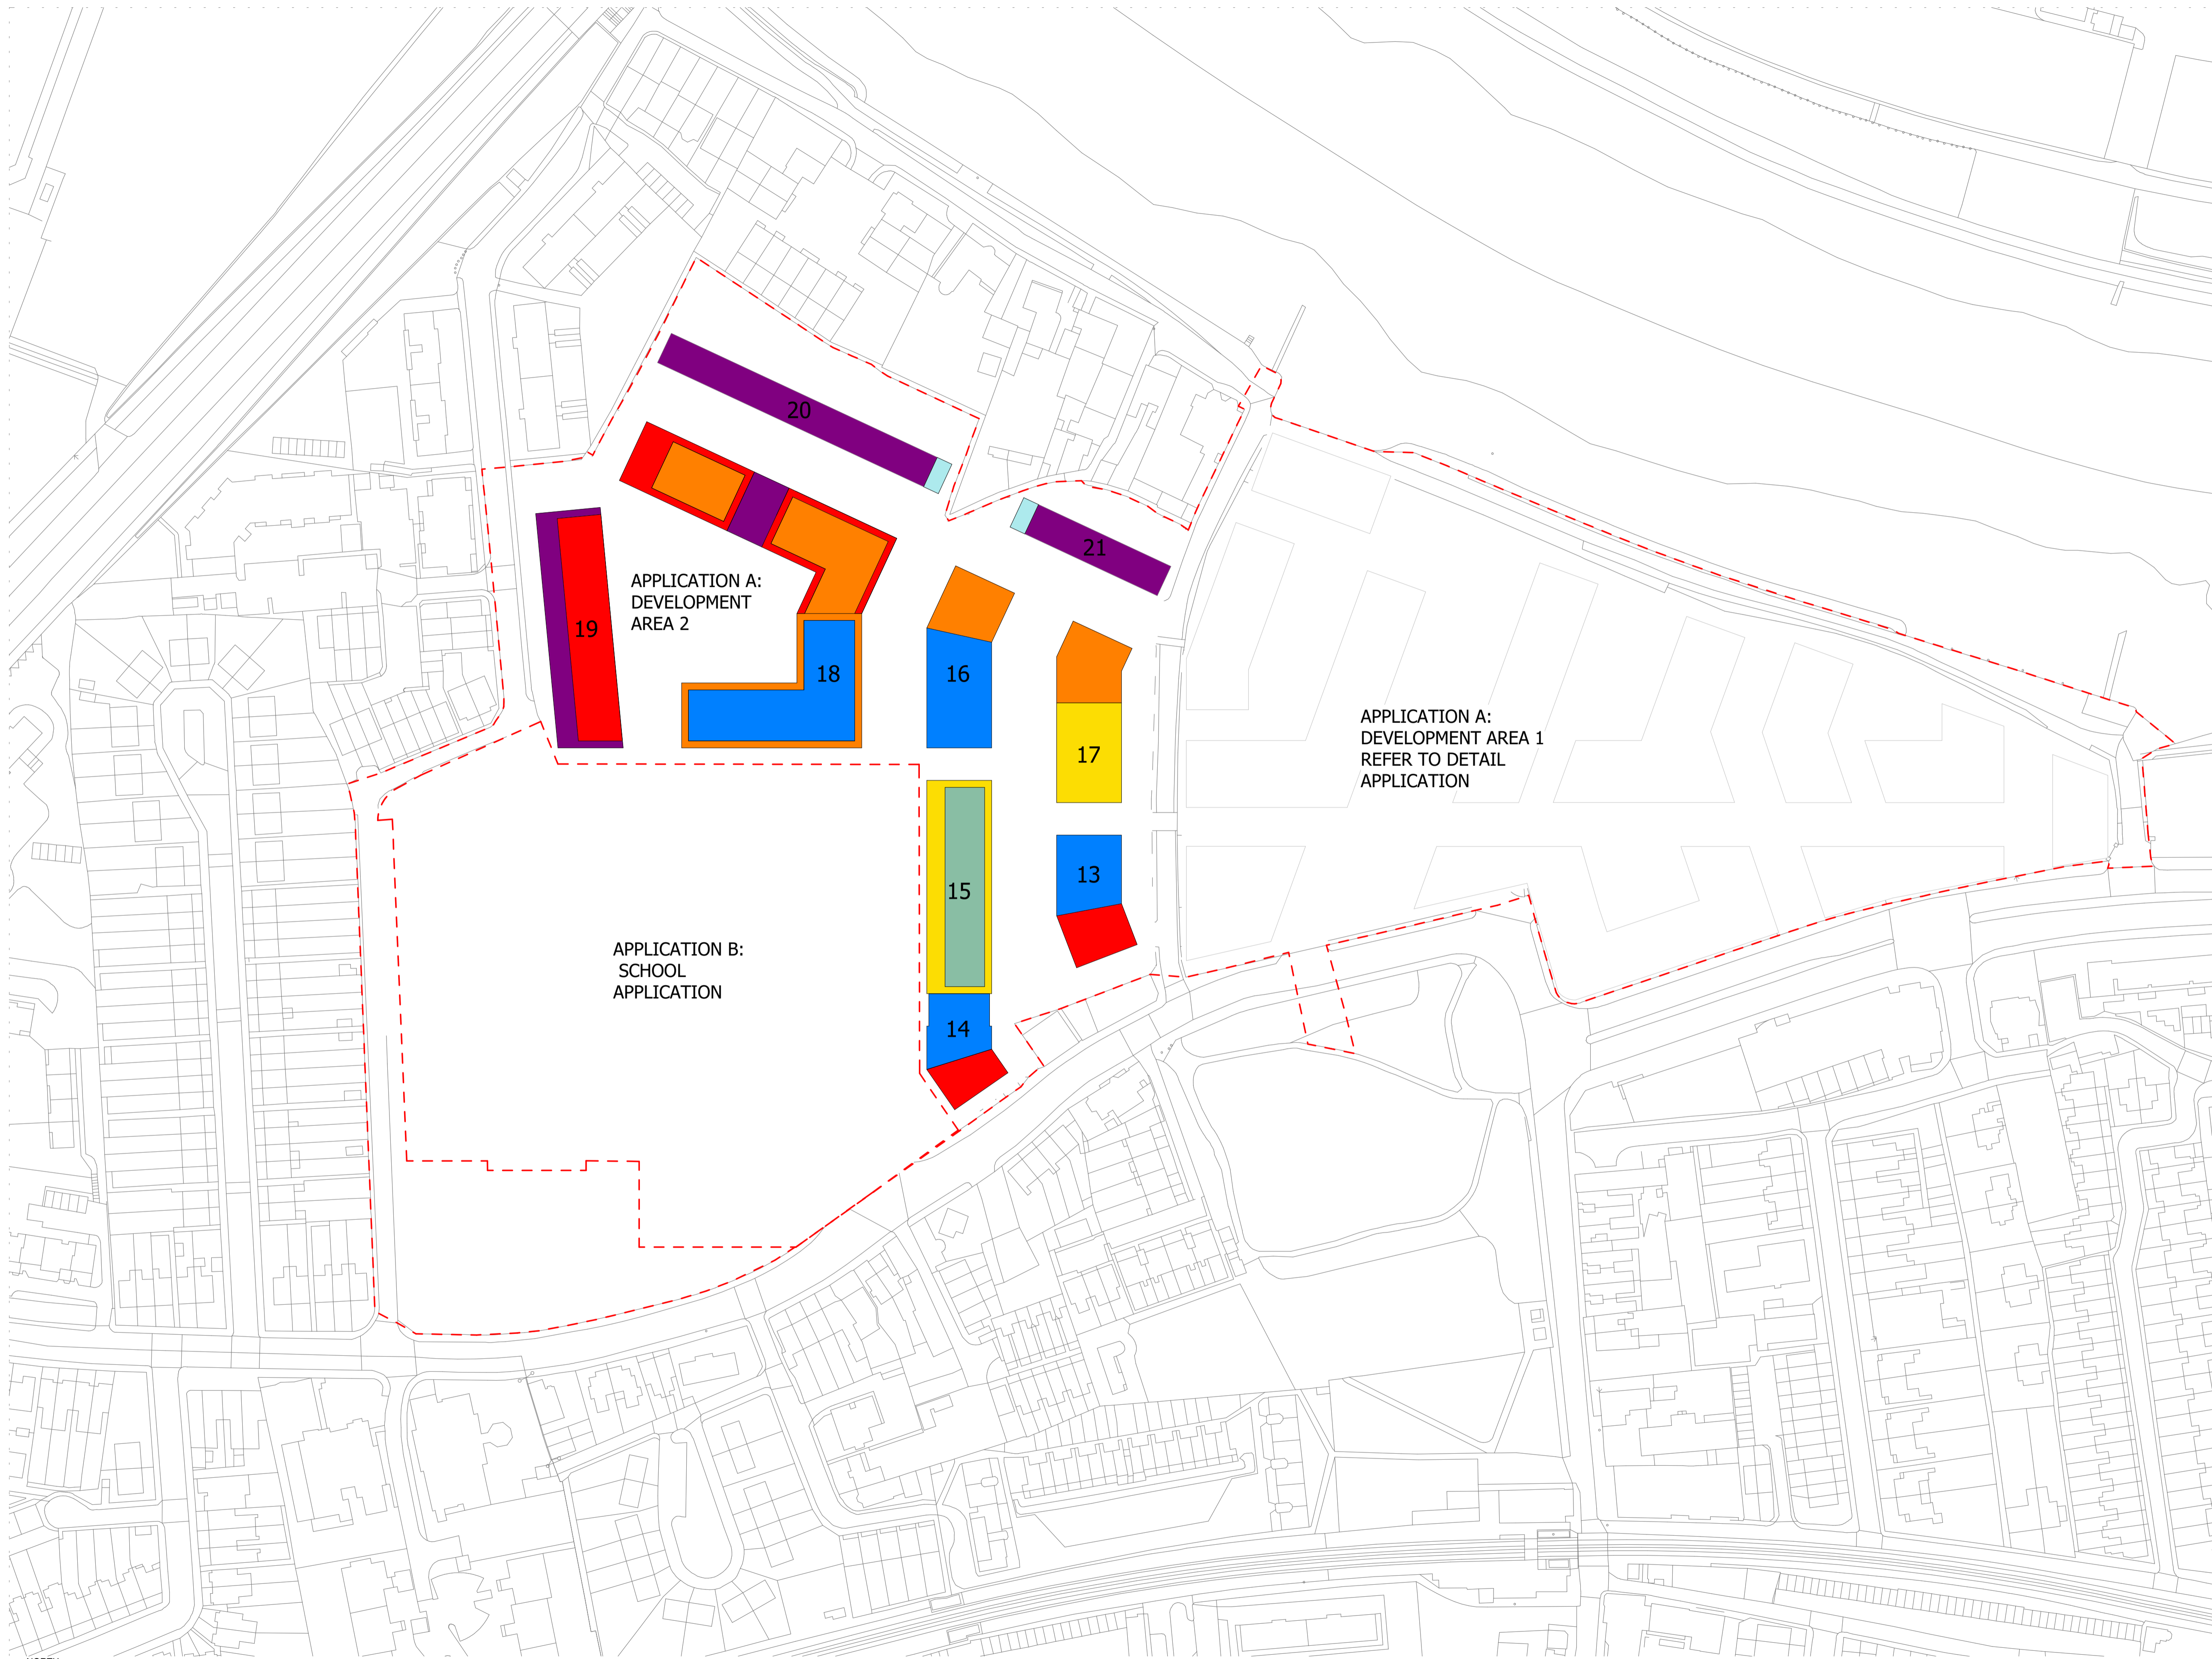 20
21
APPLICATION A:
DEVELOPMENT
AREA 2
19
18
16
17
APPLICATION A:
DEVELOPMENT AREA 1
REFER TO DETAIL
APPLICATION
13
15
APPLICATION B:
SCHOOL
APPLICATION
14